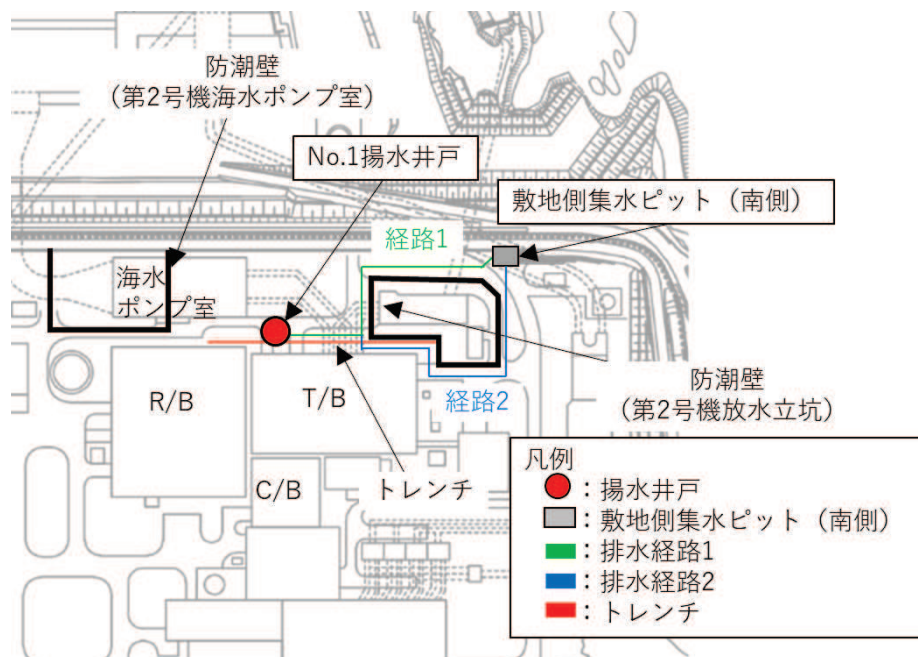 防潮壁
（第2号機海水ポンプ室）
No.1揚水井戸
敷地側集水ピット（南側）
経路1
海水
ポンプ室
防潮壁
（第2号機放水立坑）
R/B
T/B
経路2
C/B
トレンチ
凡例
：揚水井戸
：敷地側集水ピット（南側）
：排水経路1
：排水経路2
：トレンチ